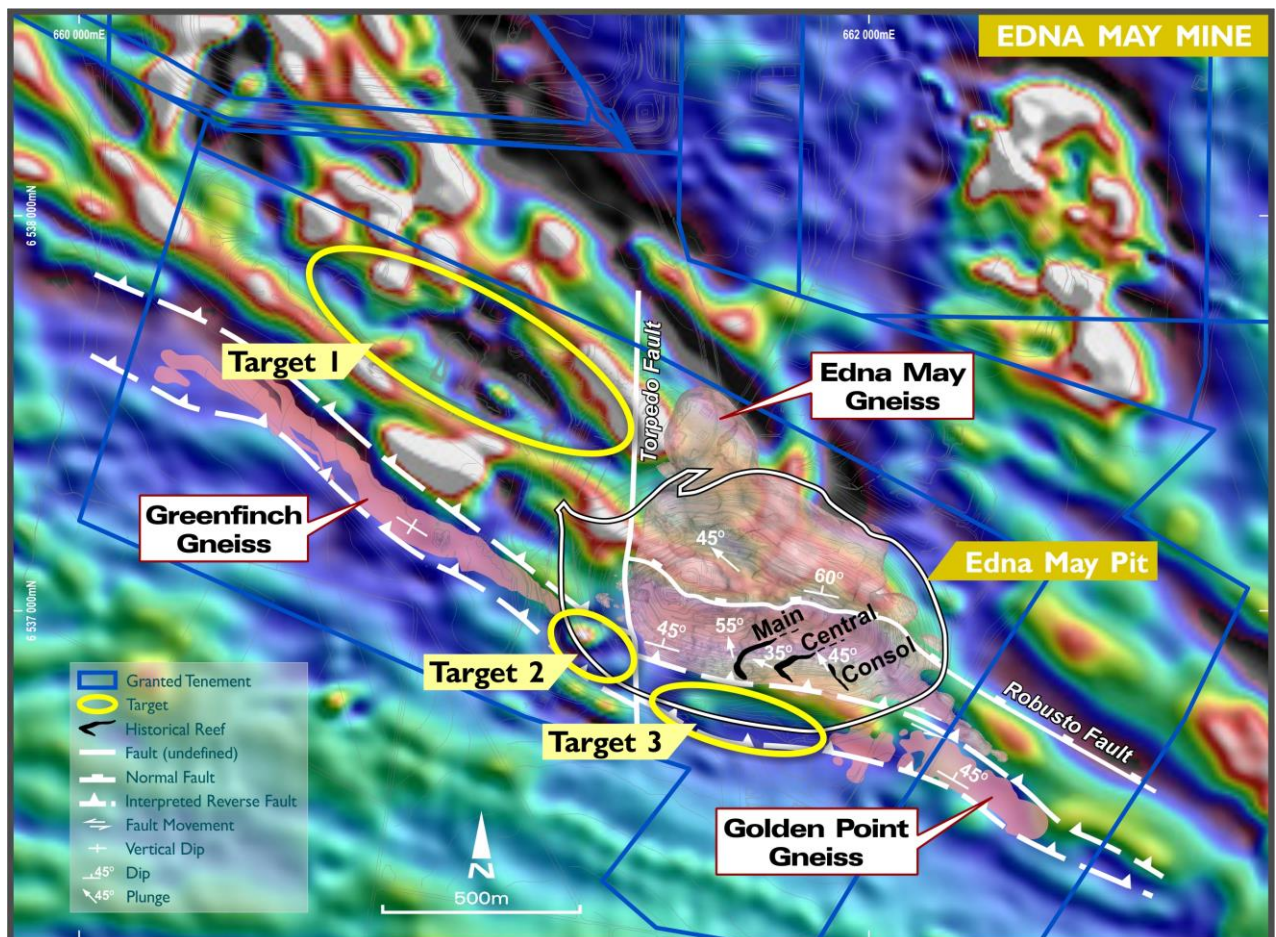 660 000mE
662 000mE
EDNA MAY MINE
6 538 000mN
Target 1
Torpedo Fault
Edna May
Gneiss
Greenfinch
Gneiss
45°
60°
Edna May Pit
6 537 000mN
45°
55°
Main
35°
Central
45°
Consol
Target 2
Robusto Fault
Target 3
45°
Golden Point
Gneiss
Granted Tenement
Target
Historical Reef
Fault (undefined)
Normal Fault
Interpreted Reverse Fault
Fault Movement
Vertical Dip
45° Dip
45° Plunge
N
500m